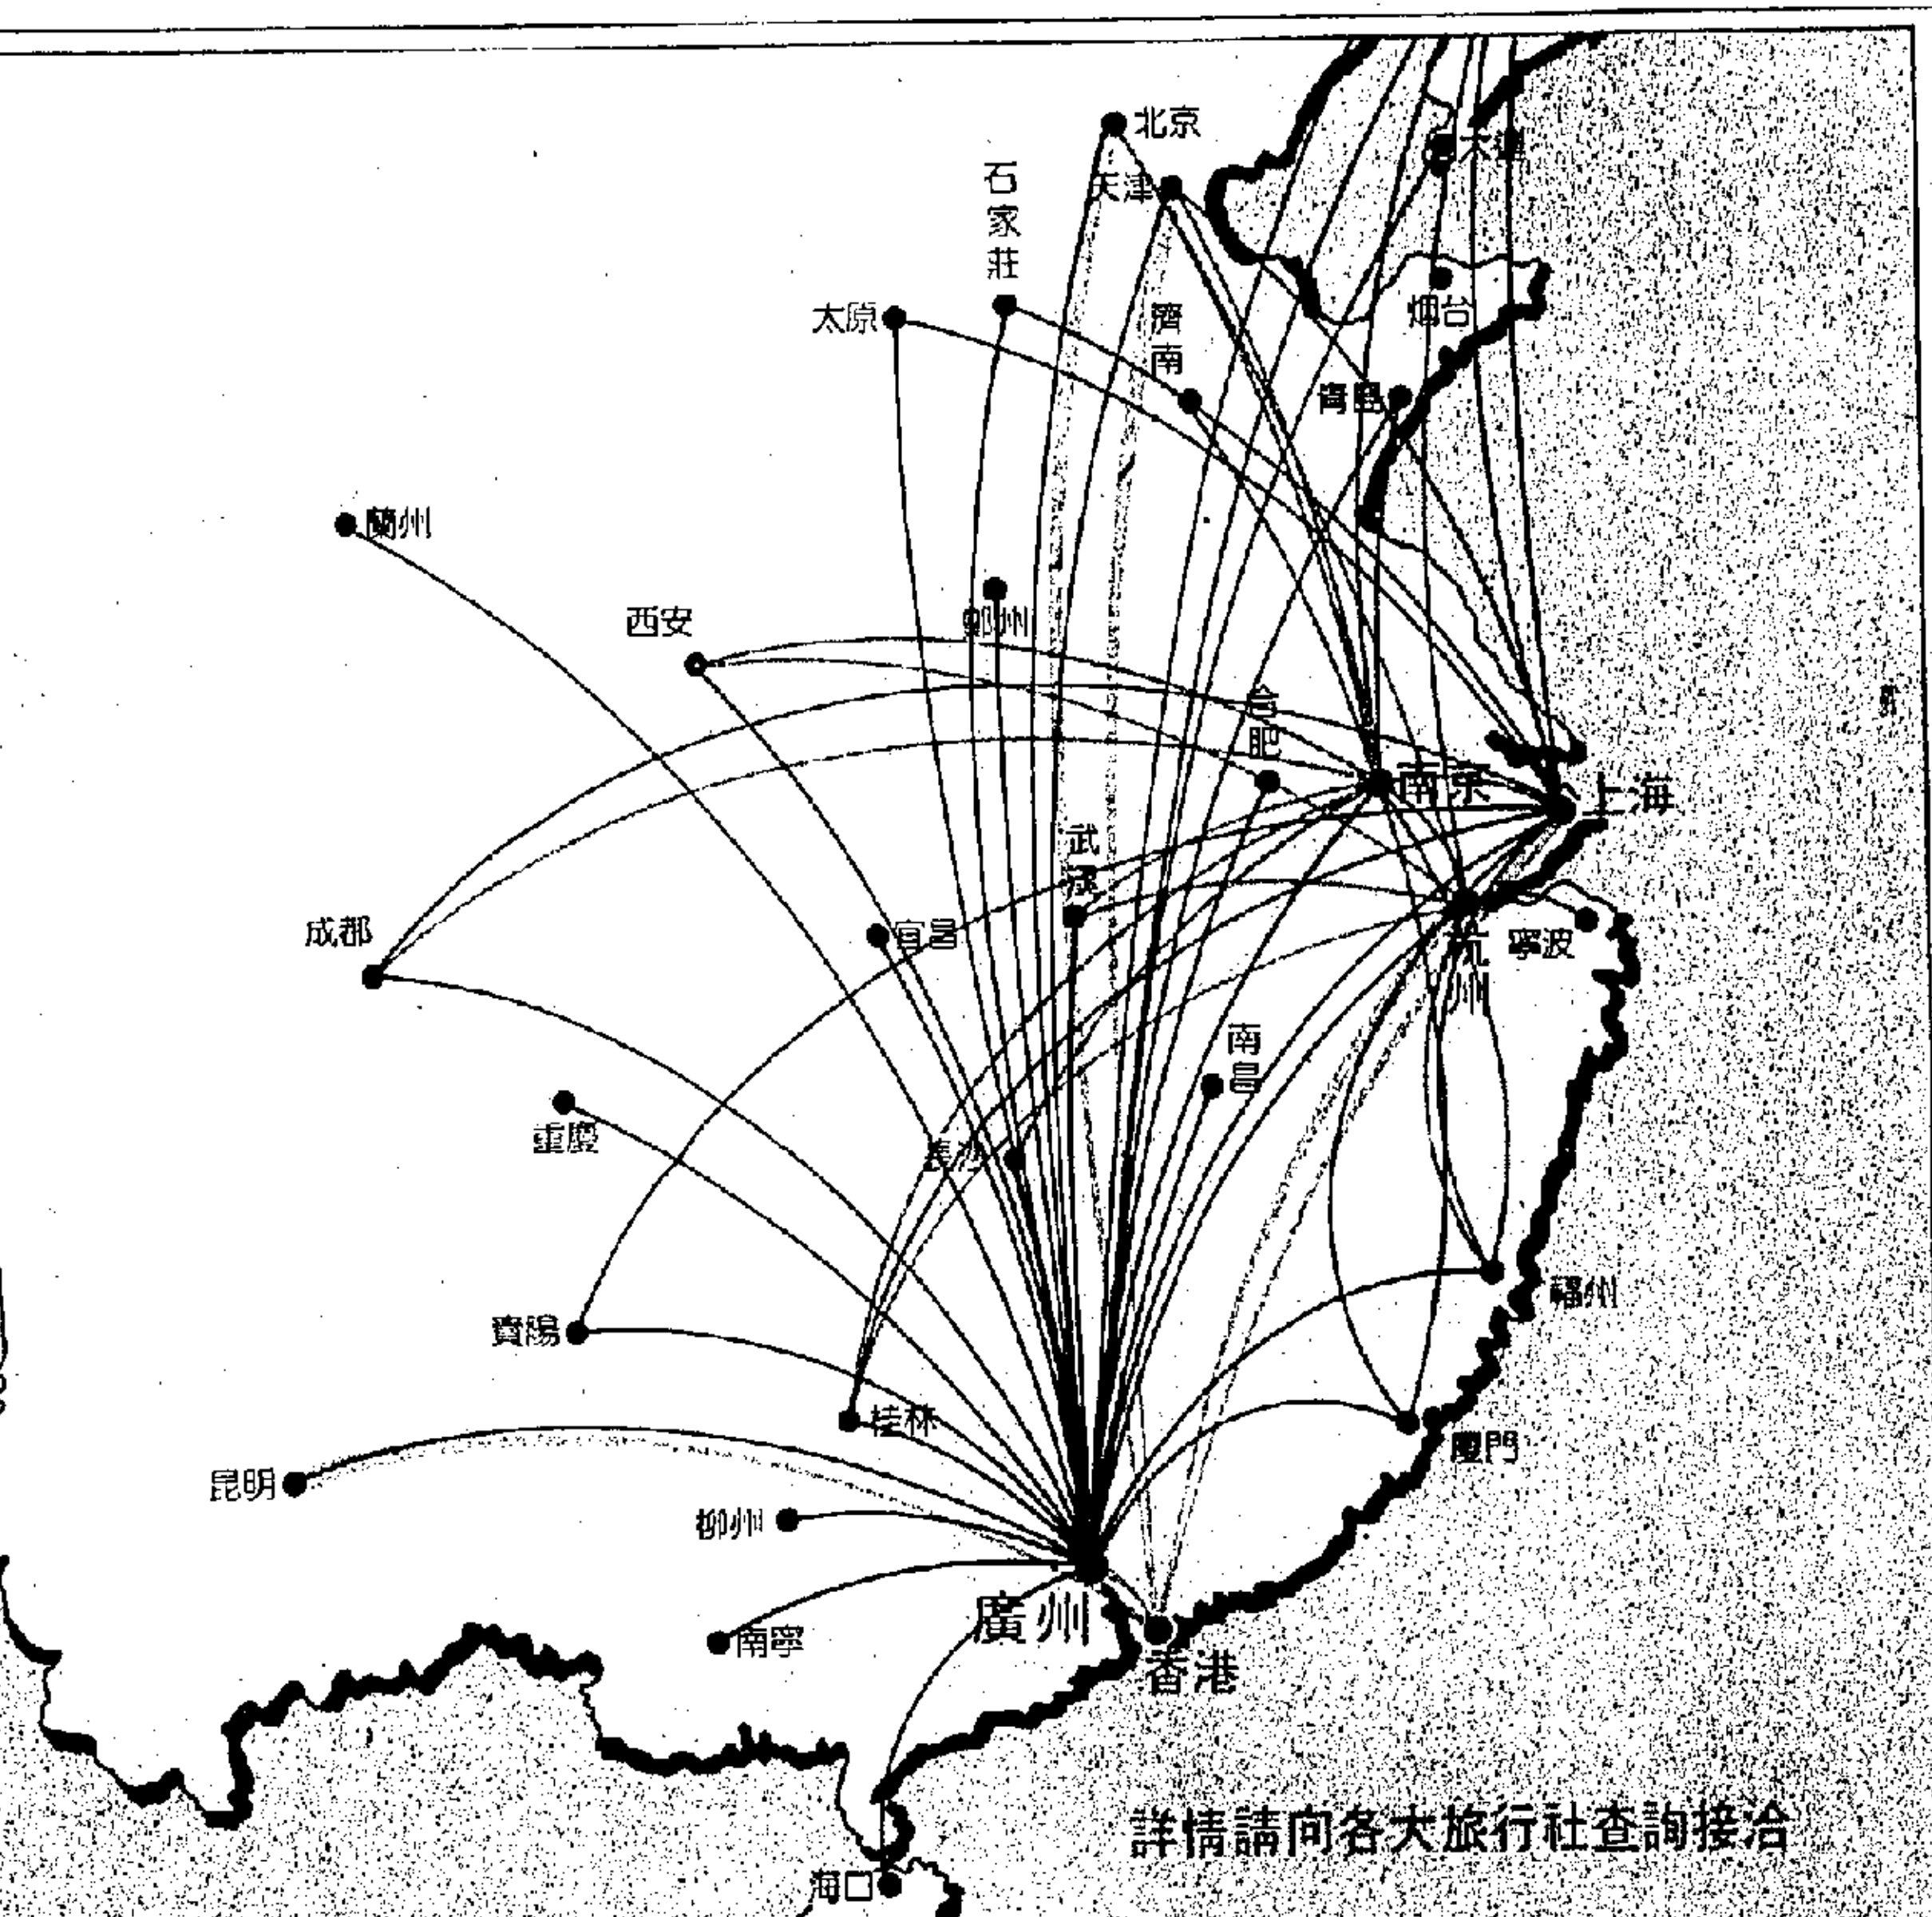 北京
大連
天津
石家莊
太原
濟南
烟台
青島
蘭州
西安
鄭州
合肥
南京
上海
武漢
成都
宜昌
杭州
寧波
南昌
重慶
長沙
福州
貴陽
桂林
廈門
昆明
柳州
廣州
南寧
香港
詳情請向各大旅行社查詢接洽
海口